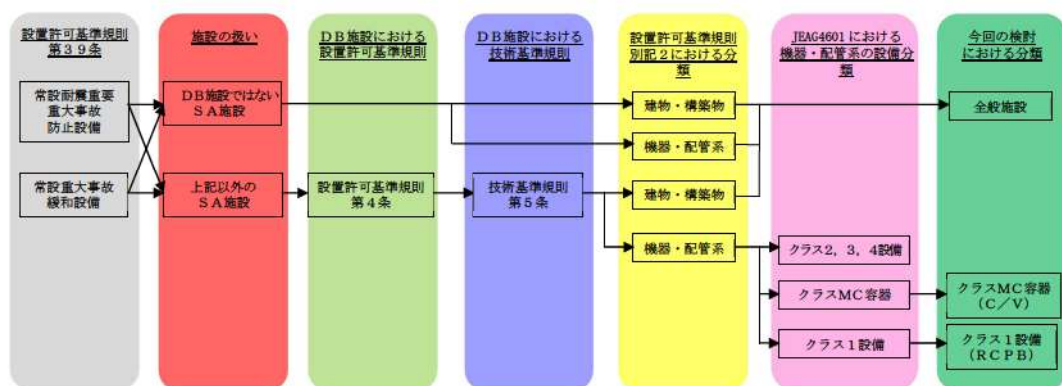 設置許可基準規則
第39条
常設耐震重要
重大事故
防止設備
常設重大事故
緩和設備
施設の扱い
DB施設ではない
SA施設
上記以外の
SA施設
DB施設における
設置許可基準規則
設置許可基準規則
第4条
DB施設における
技術基準規則
技術基準規則
第5条
設置許可基準規則
別記2における分
類
建物・構築物
機器・配管系
建物・構築物
機器・配管系
JEAG4601における
機器・配管系の設備分
類
クラス2,3,4設備
クラスMC容器
クラス1設備
今回の検討
における分類
全般施設
クラスMC容器
(C/V)
クラス1設備
(RCPB)